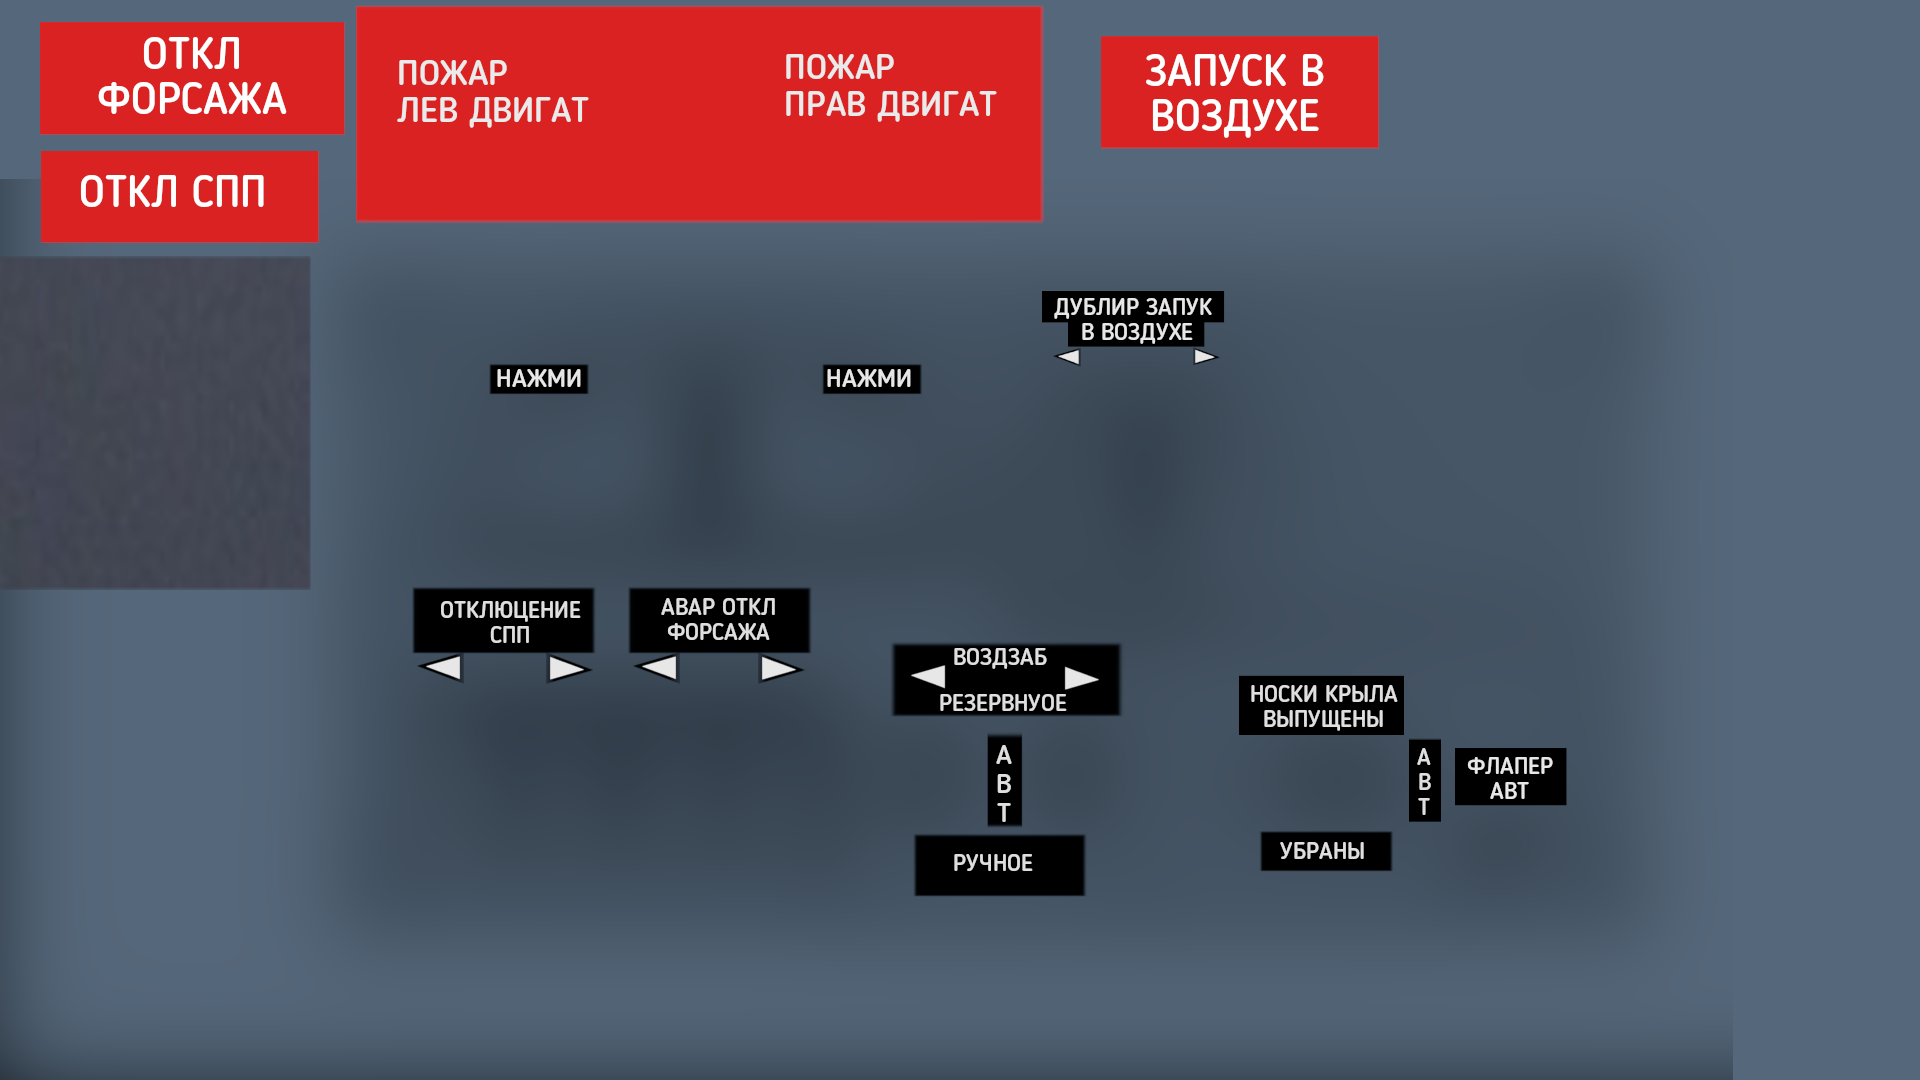 ОТКЛ
ФОРСАЖА
ОТКЛ СПП
ПОЖАР
ЛЕВ ДВИГАТ
ПОЖАР
ПРАВ ДВИГАТ
ЗАПУСК В
ВОЗДУХЕ
ДУБЛИР ЗАПУК
В ВОЗДУХЕ
НАЖМИ
НАЖМИ
ОТКЛЮЦЕНИЕ
СПП
АВАР ОТКЛ
ФОРСАЖА
ВОЗДЗАБ
РЕЗЕРВНУОЕ
А
В
Т
РУЧНОЕ
НОСКИ КРЫЛА
ВЫПУЩЕНЫ
А
В
Т
ФЛАПЕР
АВТ
УБРАНЫ